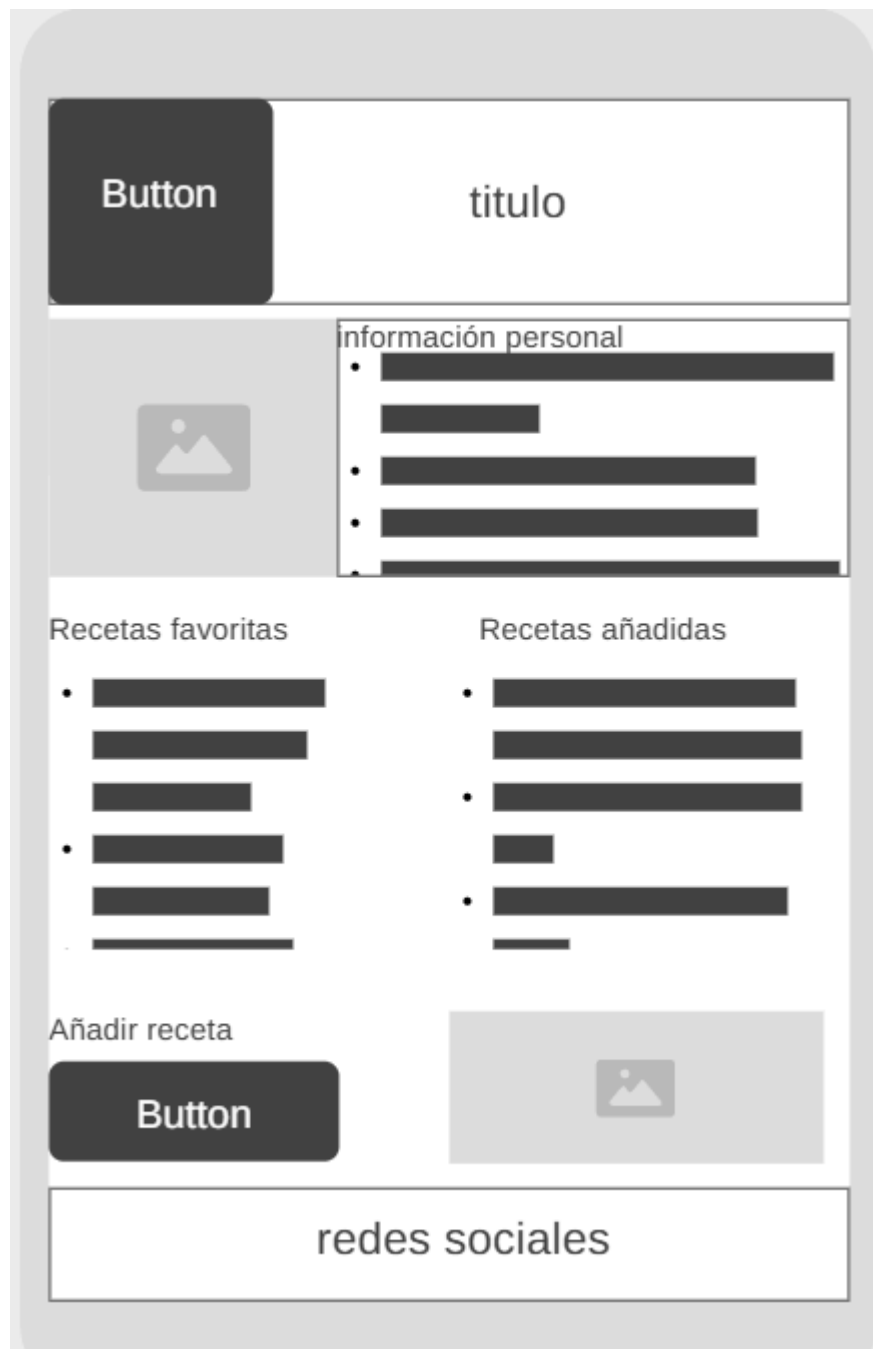 Button
titulo
información personal
Recetas favoritas
Recetas añadidas
Añadir receta
Button
redes sociales